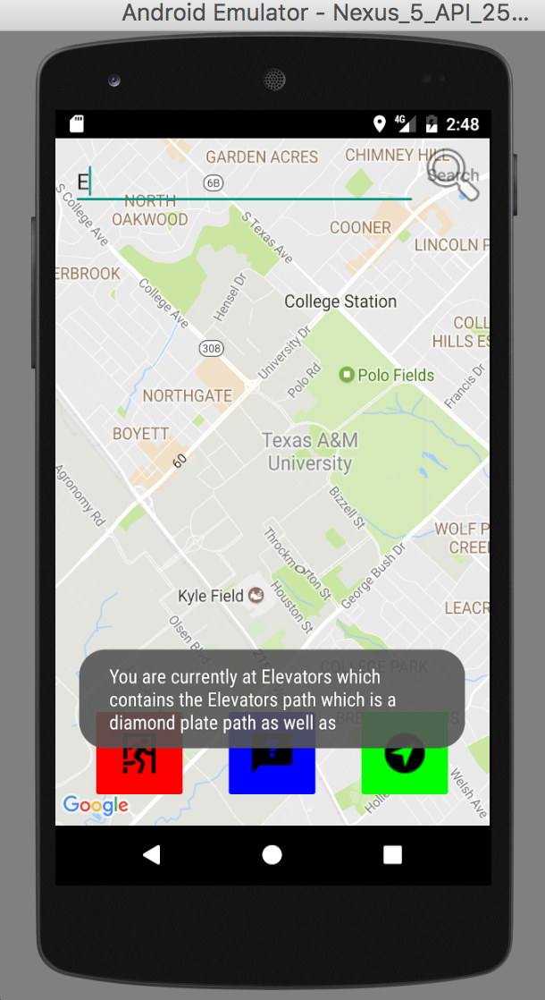 Android Emulator - Nexus_5_API_25...
4G 2:48
GARDEN ACRES
CHIMNEY HILL
Search
E
6B
S College Ave
NORTH
OAKWOOD
S Texas Ave
COONER
LINCOLN P
ERBROOK
College Ave
Hensel Dr
College Station
COLL
HILLS ES
University Dr
308
Polo Rd
Polo Fields
Francis Dr
NORTHGATE
BOYETT
Texas A&M
University
60
Agronomy Rd
Bizzell St
WOLF P
CREE
Throckmorton St
George Bush Dr
Kyle Field
Houston St
LEACR
Olsen Blvd
COLLEGE PARK
You are currently at Elevators which
contains the Elevators path which is a
diamond plate path as well as
?
Welsh Ave
Google